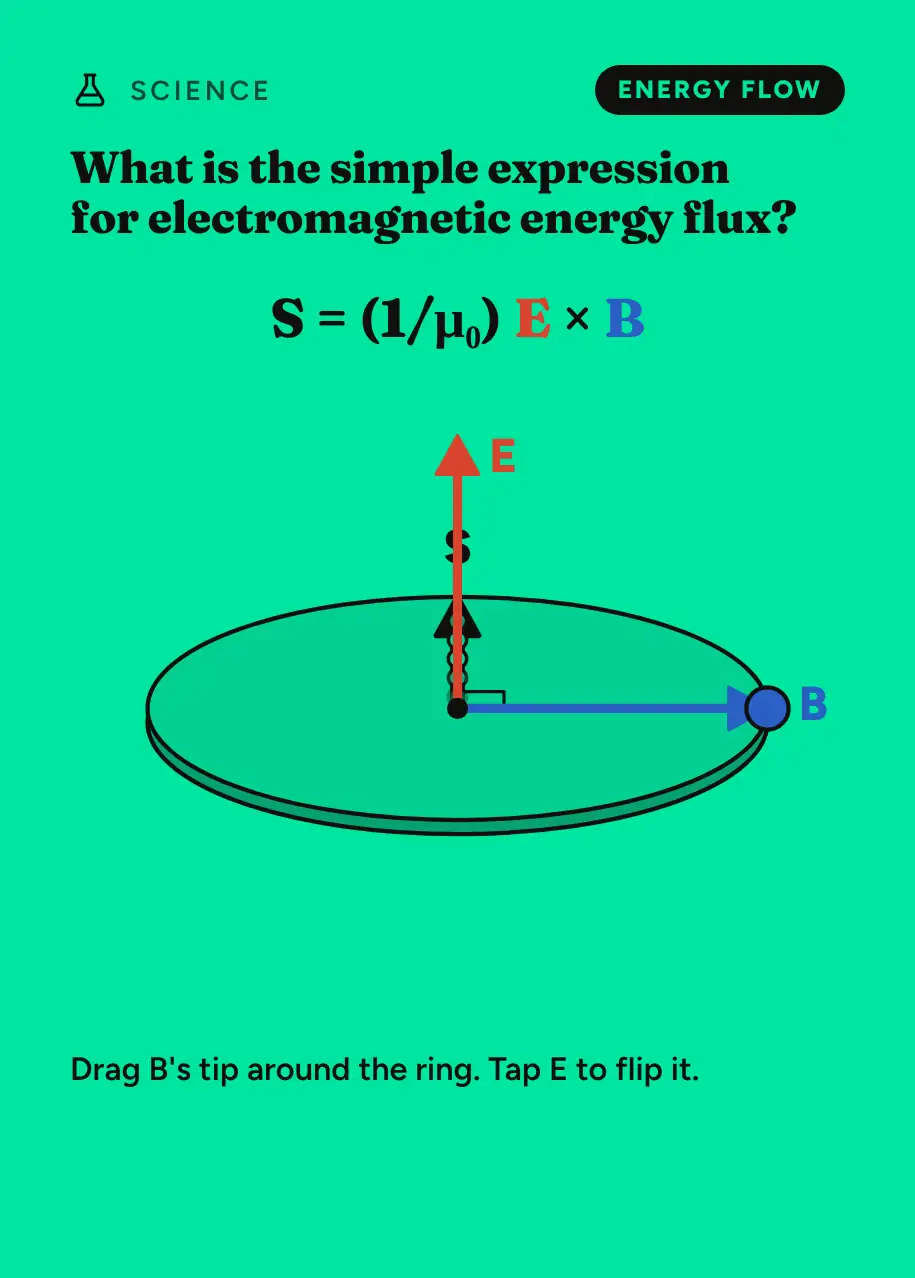 SCIENCE
ENERGY FLOW
What is the simple expression
for electromagnetic energy flux?
S = (1/μ₀) E × B
E
S
B
Drag B's tip around the ring. Tap E to flip it.